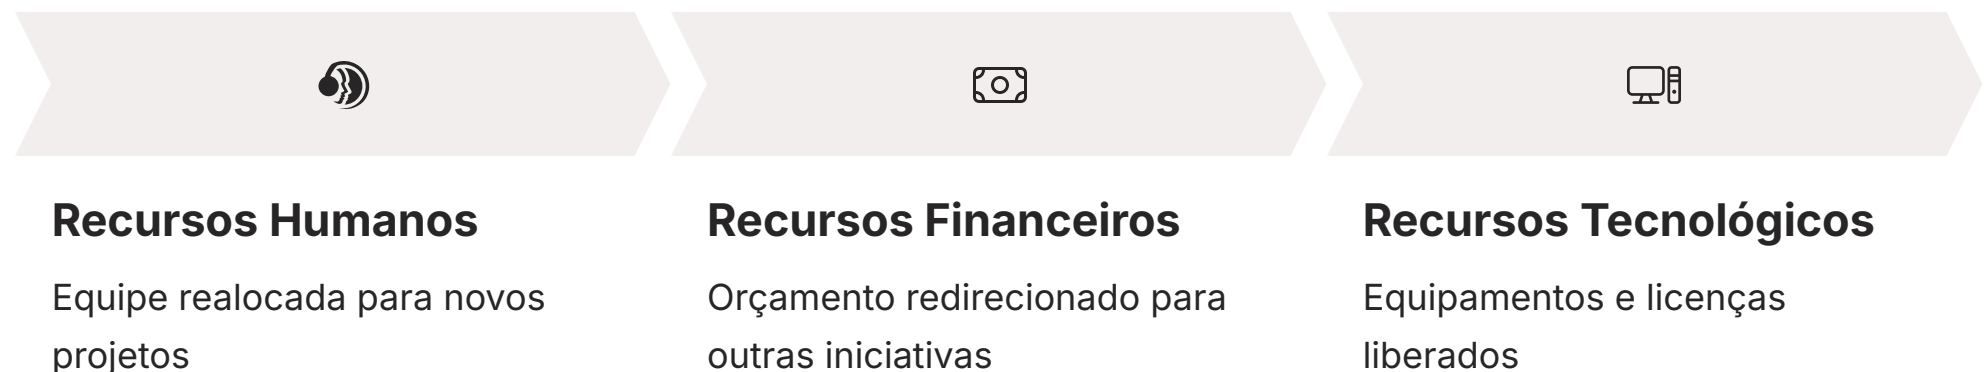 Recursos Humanos
Equipe realocada para novos
projetos
Recursos Financeiros
Orçamento redirecionado para
outras iniciativas
Recursos Tecnológicos
Equipamentos e licenças
liberados